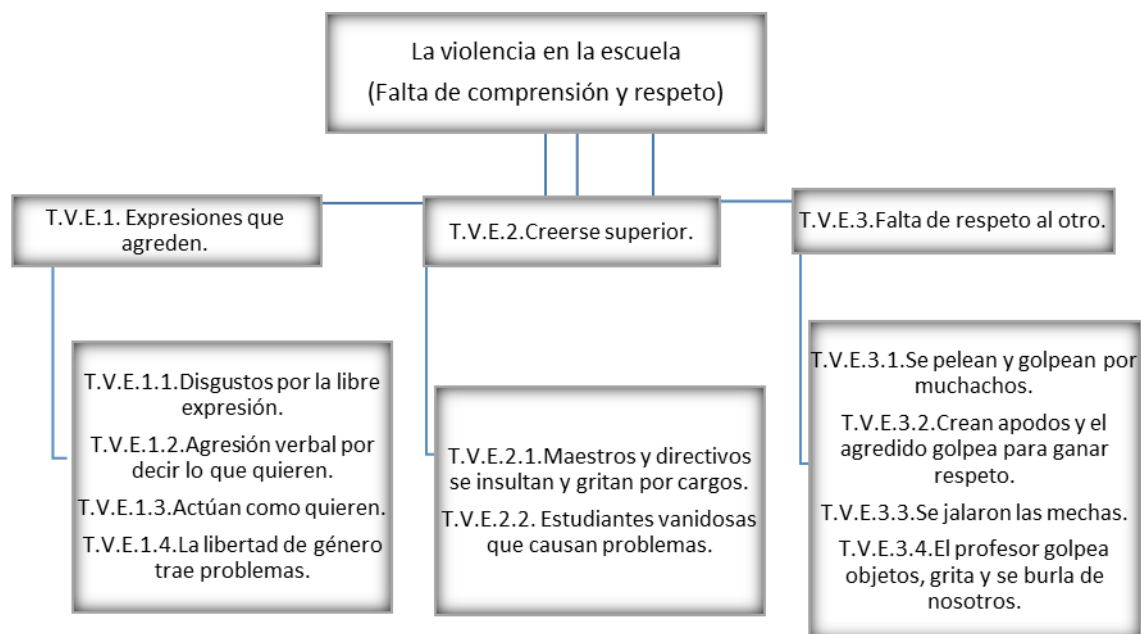 La violencia en la escuela
(Falta de comprensión y respeto)
T.V.E.1. Expresiones que
agreden.
T.V.E.2.Creerse superior.
T.V.E.3.Falta de respeto al otro.
T.V.E.1.1.Disgustos por la libre
expresión.
T.V.E.1.2.Agresión verbal por
decir lo que quieren.
T.V.E.1.3.Actúan como quieren.
T.V.E.1.4.La libertad de género
trae problemas.
T.V.E.2.1.Maestros y directivos
se insultan y gritan por cargos.
T.V.E.2.2. Estudiantes vanidosas
que causan problemas.
T.V.E.3.1.Se pelean y golpean por
muchachos.
T.V.E.3.2.Crean apodos y el
agredido golpea para ganar
respeto.
T.V.E.3.3.Se jalaron las mechas.
T.V.E.3.4.El profesor golpea
objetos, grita y se burla de
nosotros.